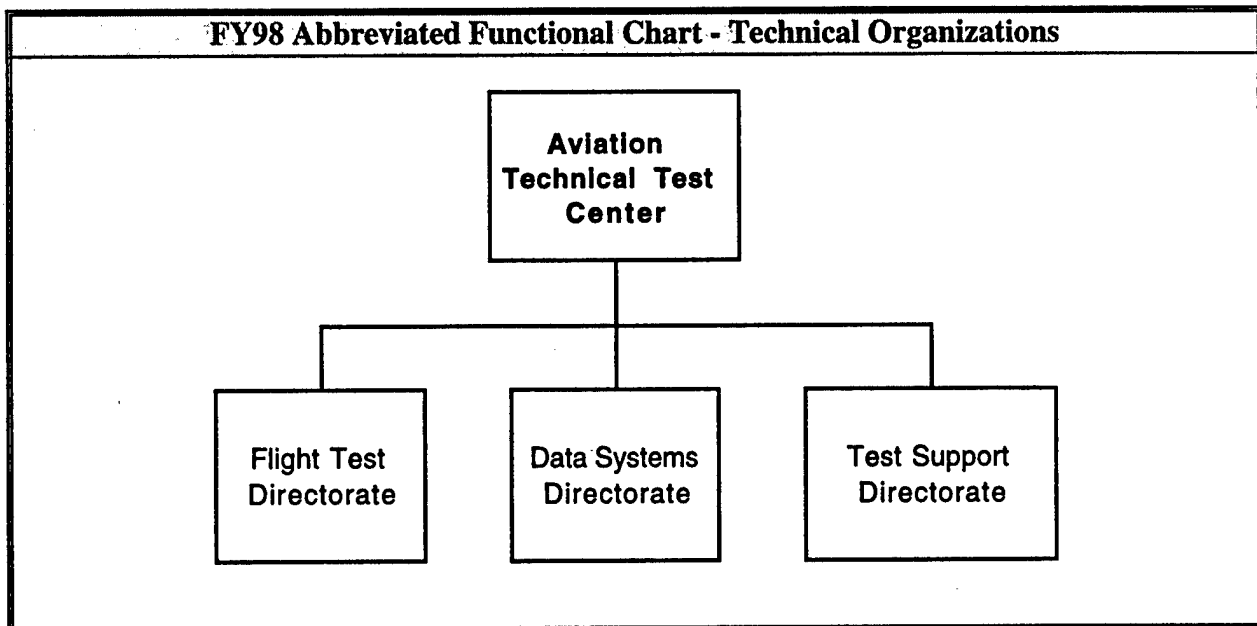 FY98 Abbreviated Functional Chart - Technical Organizations
Aviation
Technical Test
Center
Flight Test
Directorate
Data Systems
Directorate
Test Support
Directorate